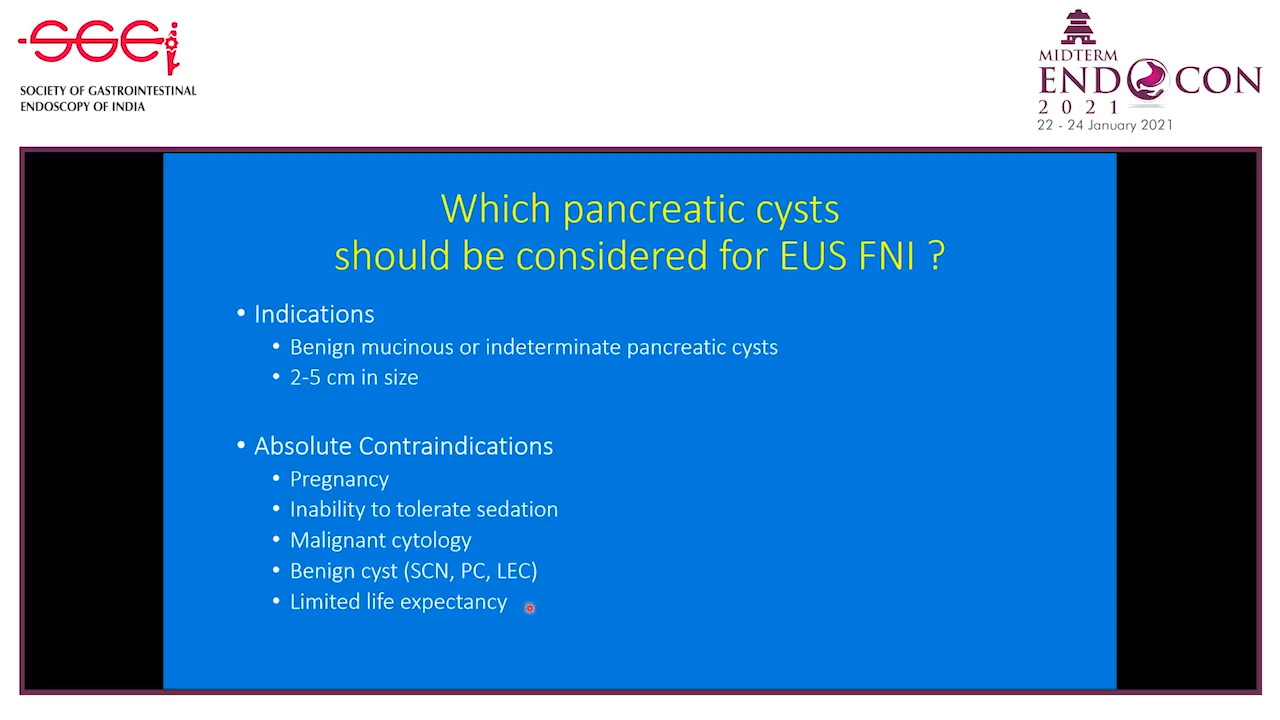 SGEi
SOCIETY OF GASTROINTESTINAL
ENDOSCOPY OF INDIA
MIDTERM
ENDOCON
2021
22 - 24 January 2021
Which pancreatic cysts
should be considered for EUS FNI ?
• Indications
• Benign mucinous or indeterminate pancreatic cysts
• 2-5 cm in size
• Absolute Contraindications
• Pregnancy
• Inability to tolerate sedation
• Malignant cytology
• Benign cyst (SCN, PC, LEC)
• Limited life expectancy